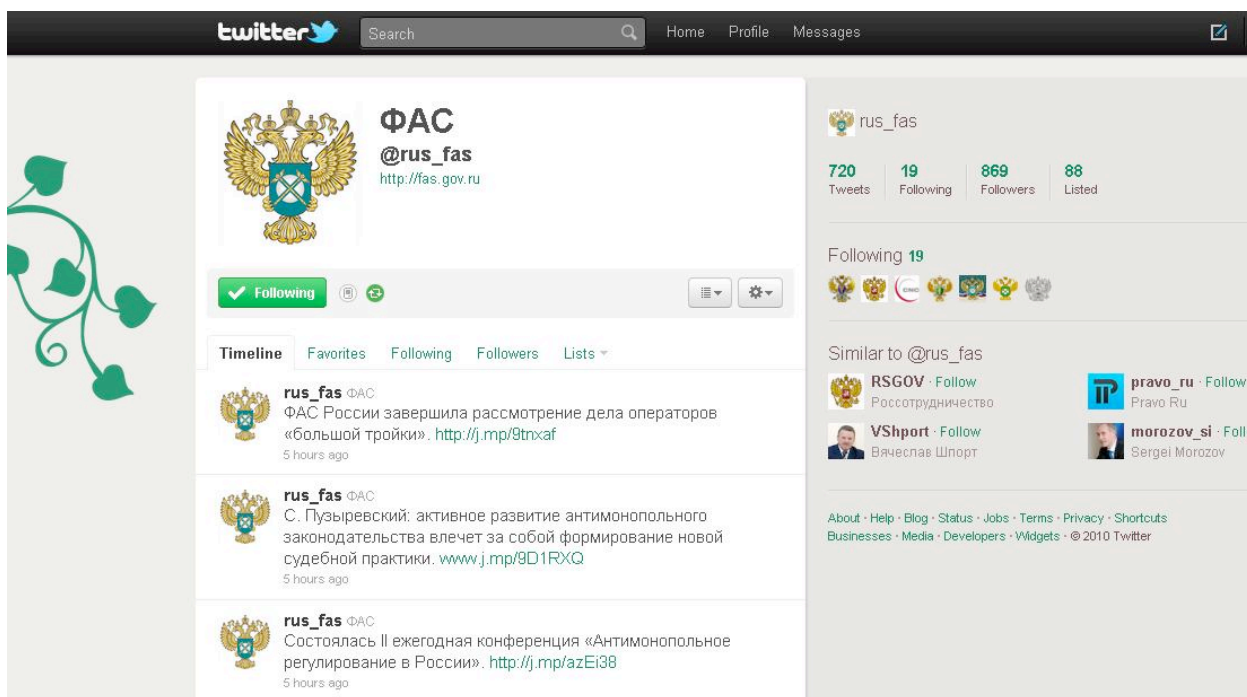 twitter
Search
Home Profile Messages
ФАС
@rus_fas
http://fas.gov.ru
Following
Timeline Favorites Following Followers Lists
rus_fas ФАС
ФАС России завершила рассмотрение дела операторов
«большой тройки». http://j.mp/9tnxaf
5 hours ago
rus_fas ФАС
С. Пузыревский: активное развитие антимонопольного
законодательства влечет за собой формирование новой
судебной практики. www.j.mp/9D1RXQ
5 hours ago
rus_fas ФАС
Состоялась II ежегодная конференция «Антимонопольное
регулирование в России». http://j.mp/azEi38
5 hours ago
rus_fas
720 19 869 88
Tweets Following Followers Listed
Following 19
Similar to @rus_fas
RSGOV · Follow
Россотрудничество
pravo_ru · Follow
Pravo Ru
VShport · Follow
Вячеслав Шпорт
morozov_si · Foll
Sergei Morozov
About · Help · Blog · Status · Jobs · Terms · Privacy · Shortcuts
Businesses · Media · Developers · Widgets · © 2010 Twitter